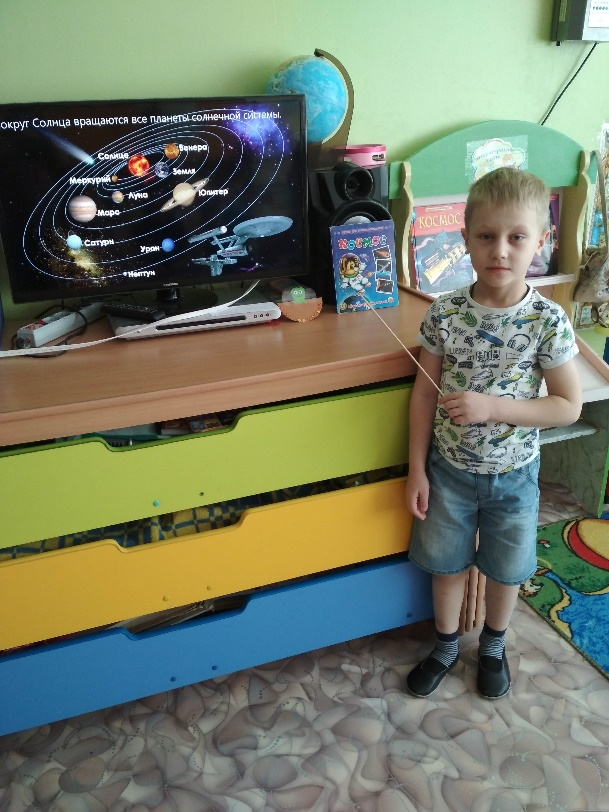 округ Солнца вращаются все планеты солнечной системы.
Солнце
Венера
Меркурий
Земля
Луна
Юпитер
Марс
Сатурн
Уран
Нептун
КОСМОС
КОСМОС